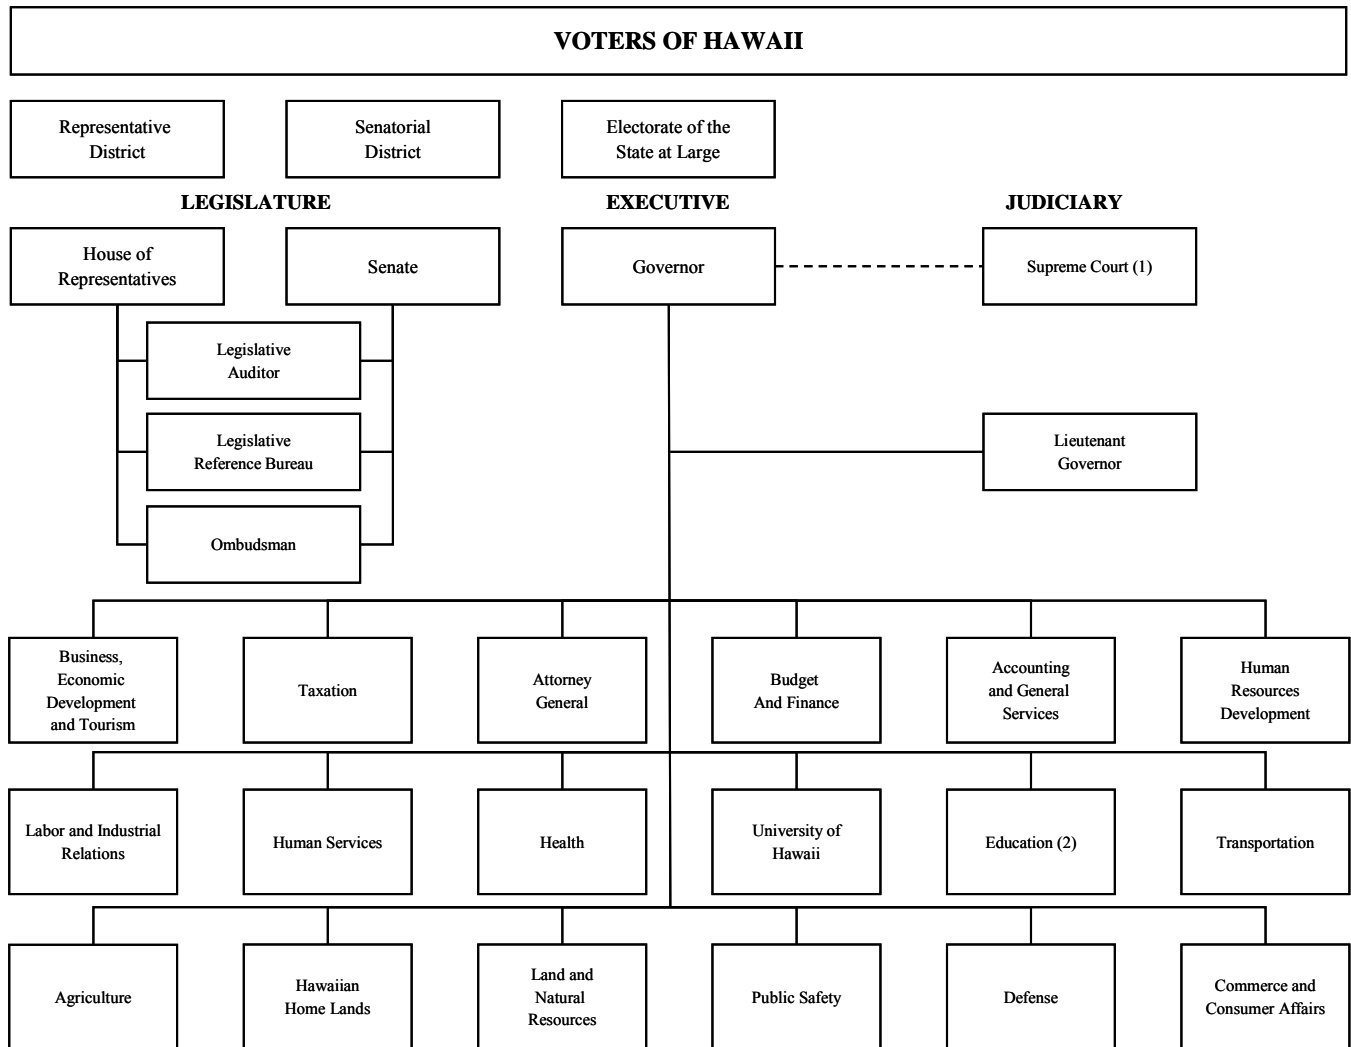 VOTERS OF HAWAII
Representative
District
Senatorial
District
Electorate of the
State at Large
LEGISLATURE
EXECUTIVE
JUDICIARY
House of
Representatives
Senate
Governor
Supreme Court (1)
Legislative
Auditor
Legislative
Reference Bureau
Ombudsman
Lieutenant
Governor
Business,
Economic
Development
and Tourism
Taxation
Attorney
General
Budget
And Finance
Accounting
and General
Services
Human
Resources
Development
Labor and Industrial
Relations
Human Services
Health
University of
Hawaii
Education (2)
Transportation
Agriculture
Hawaiian
Home Lands
Land and
Natural
Resources
Public Safety
Defense
Commerce and
Consumer Affairs